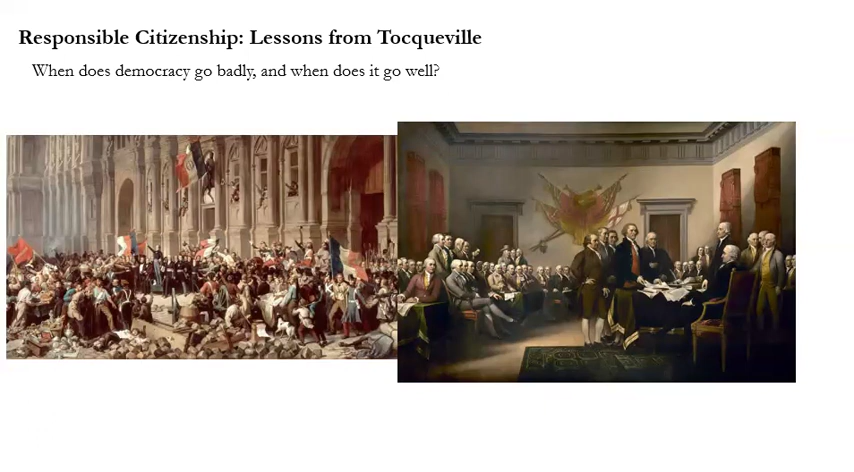 Responsible Citizenship: Lessons from Tocqueville
When does democracy go badly, and when does it go well?